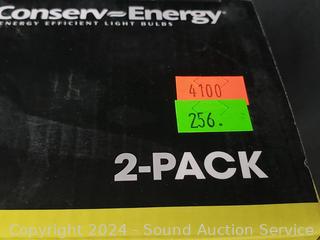 Conserv~Energy®
ENERGY EFFICIENT LIGHT BULBS
4100
256.
2-PACK
Copyright 2024 - Sound Auction Service